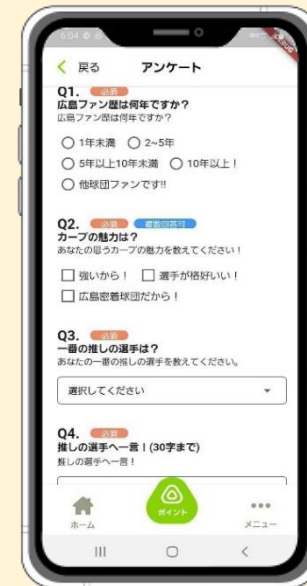 6:04
戻る アンケート
Q1. 必須
広島ファン歴は何年ですか？
広島ファン歴は何年ですか？
1年未満 2~5年
5年以上10年未満 10年以上！
他球団ファンです!!
Q2. 必須 複数回答可
カープの魅力は？
あなたの思うカープの魅力を教えてください！
強いから！ 選手が格好いい！
広島密着球団だから！
Q3. 必須
一番の推しの選手は？
あなたの一番の推しの選手を教えてください。
選択してください
Q4. 必須
推しの選手へ一言！(30字まで)
推しの選手へ一言！
ホーム ポイント メニュー